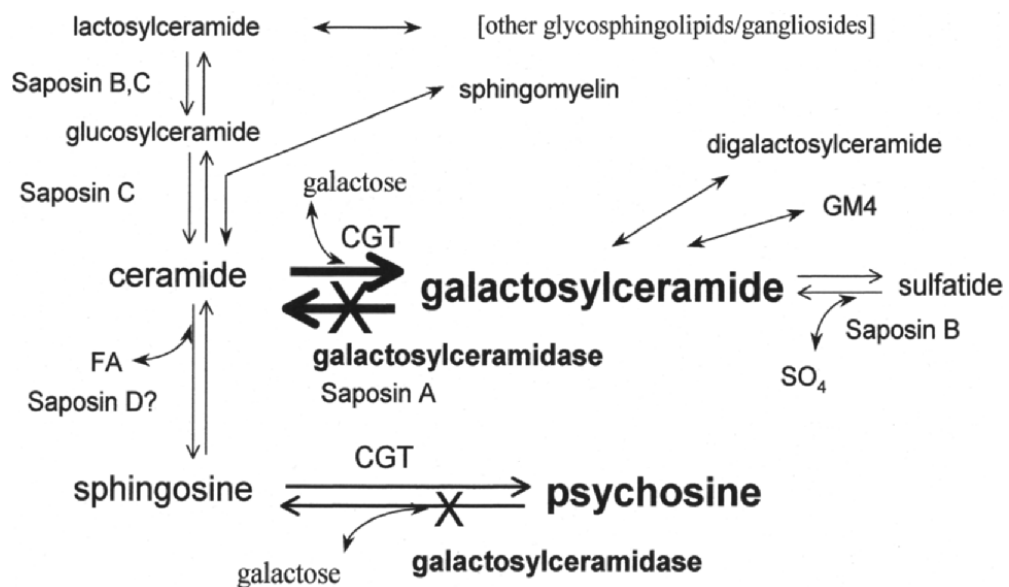 lactosylceramide
[other glycosphingolipids/gangliosides]
Saposin B,C
sphingomyelin
glucosylceramide
digalactosylceramide
Saposin C
galactose
GM4
CGT
ceramide
galactosylceramide
sulfatide
Saposin B
galactosylceramidase
FA
Saposin A
SO₄
Saposin D?
CGT
sphingosine
psychosine
X
X
galactosylceramidase
galactose